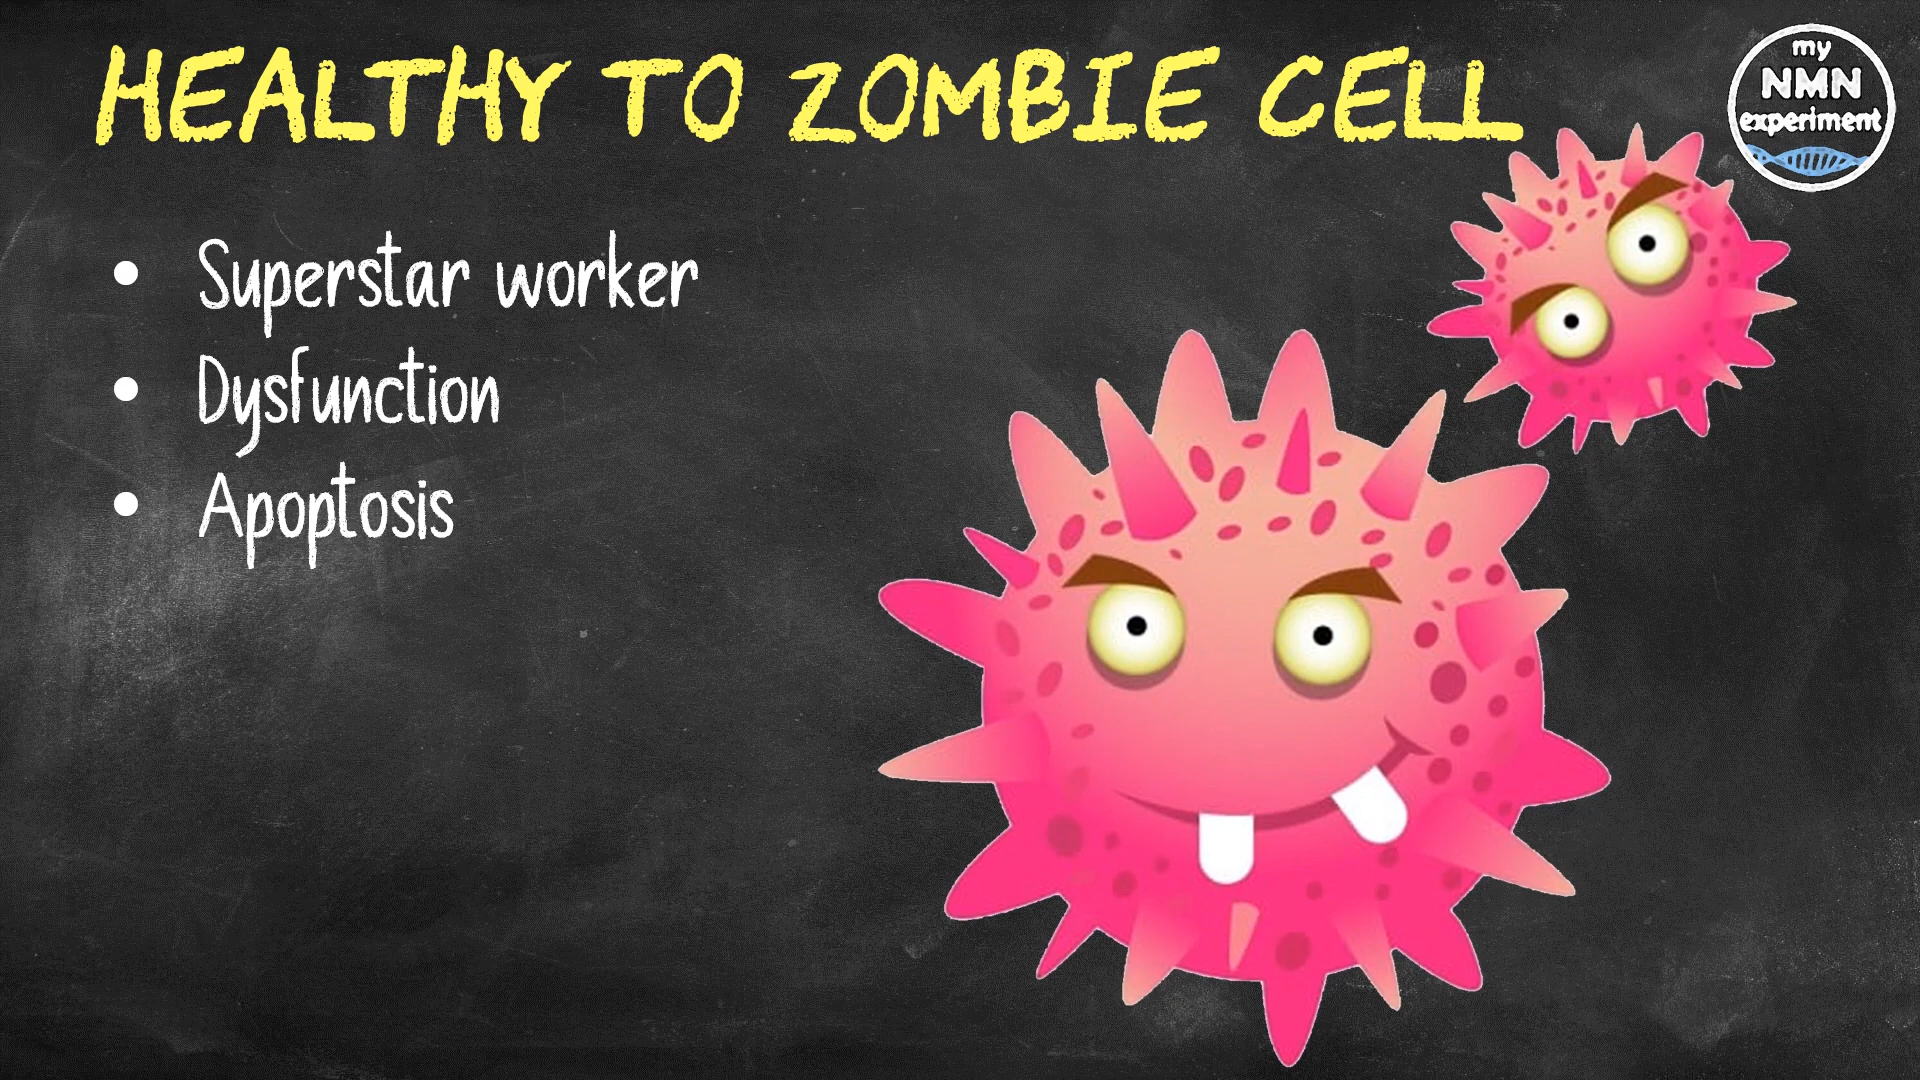 HEALTHY TO ZOMBIE CELL
my
NMN
experiment
• Superstar worker
• Dysfunction
• Apoptosis